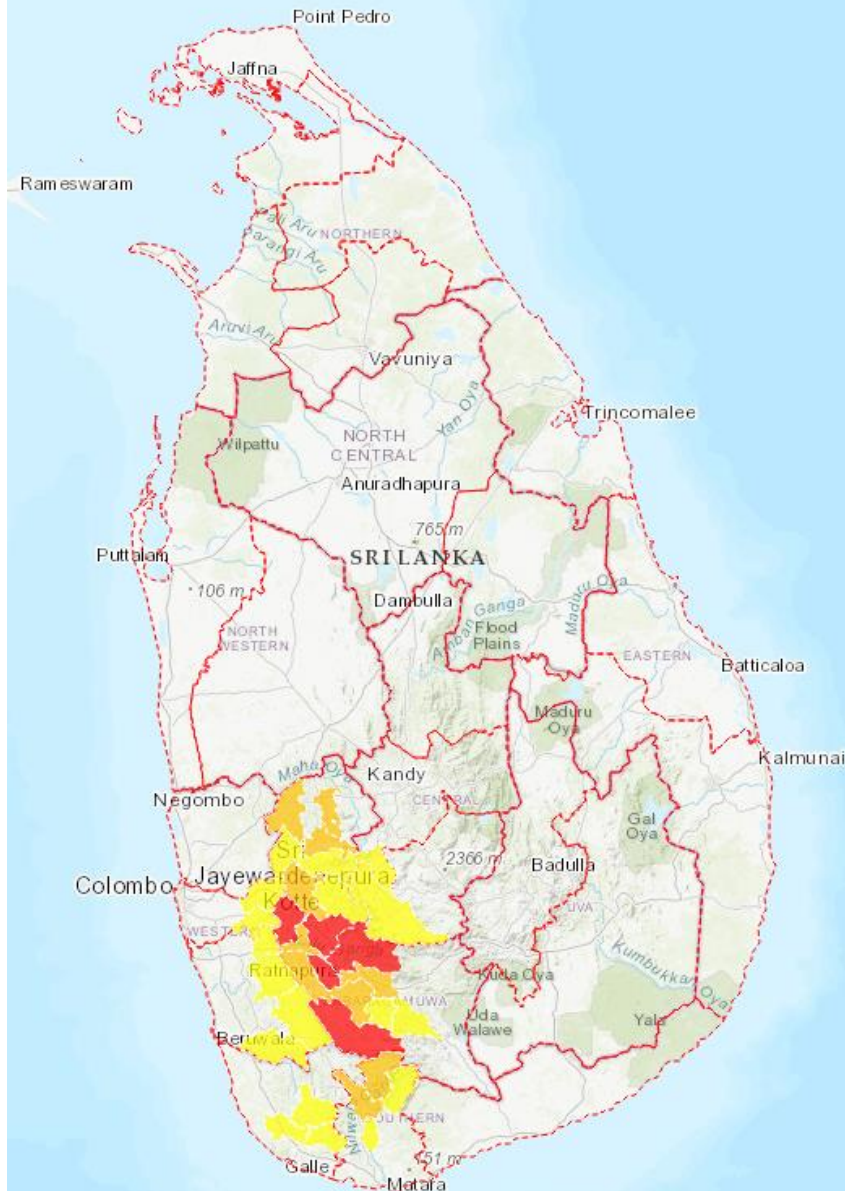 Point Pedro
Jaffna
Rameswaram
Pali Aru
NORTHERN
Parangi Aru
Aruvi Aru
Vavuniya
Yan Oya
Trincomalee
Wilpattu
NORTH
CENTRAL
Anuradhapura
765 m
Puttalam
SRI LANKA
106 m
Dambulla
Amban Ganga
Maduru Oya
Flood
Plains
NORTH
WESTERN
EASTERN
Batticaloa
Maduru
Oya
Kalmunai
Maha Oya
Kandy
Negombo
CENTRAL
Gal
Oya
Sri
2366 m
Badulla
Jayewardenepura
Colombo
Kotte
UVA
WESTERN
Ganga
Ratnapura
Kuda Oya
Kumbukkan Oya
Uda
Walawe
Yala
Beruwala
SOUTHERN
Galle
151 m
Matara